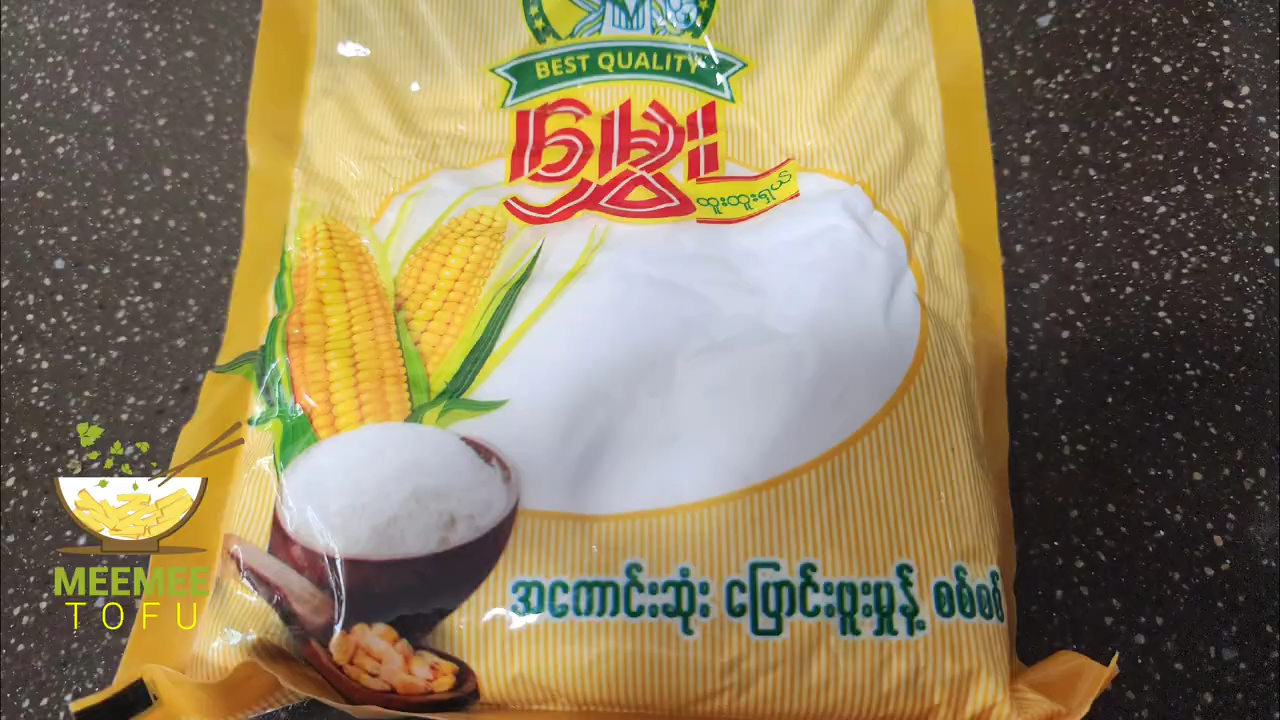 BEST QUALITY
မွှေး
ထူးထူးရှယ်
အကောင်းဆုံး ပြောင်းဖူးမှုန့် စစ်စစ်
MEEMEE
TOFU